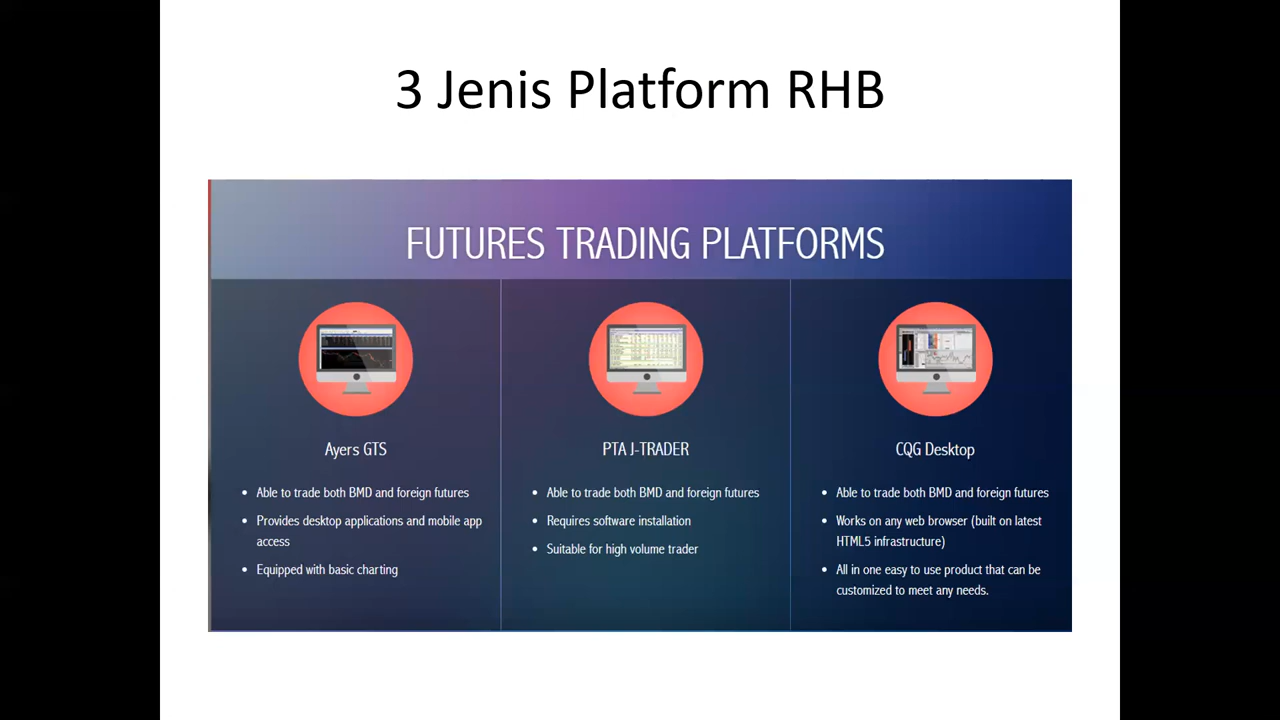 3 Jenis Platform RHB
FUTURES TRADING PLATFORMS
Ayers GTS
• Able to trade both BMD and foreign futures
• Provides desktop applications and mobile app
access
• Equipped with basic charting
PTA J-TRADER
• Able to trade both BMD and foreign futures
• Requires software installation
• Suitable for high volume trader
CQG Desktop
• Able to trade both BMD and foreign futures
• Works on any web browser (built on latest
HTML5 infrastructure)
• All in one easy to use product that can be
customized to meet any needs.